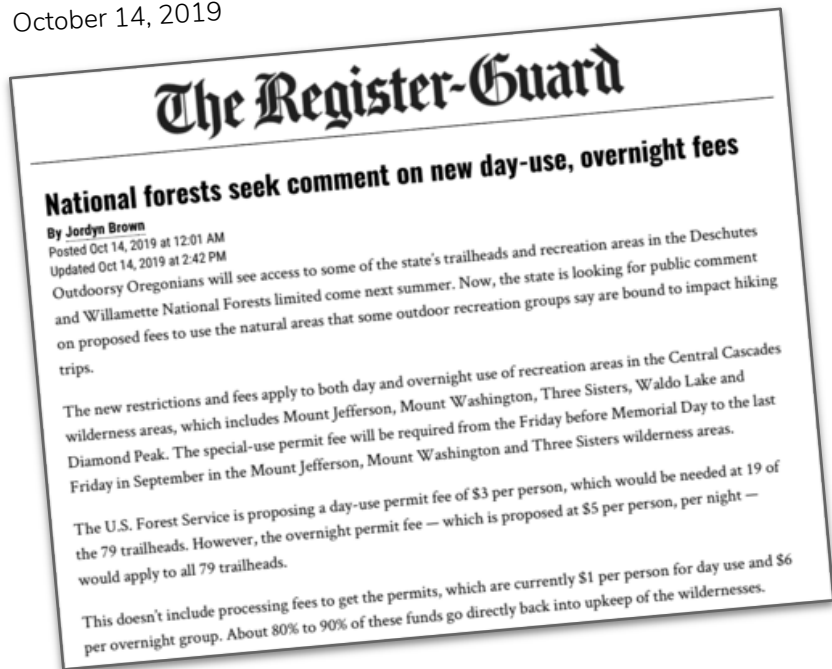 October 14, 2019
The Register-Guard
National forests seek comment on new day-use, overnight fees
By Jordyn Brown
Posted Oct 14, 2019 at 12:01 AM
Updated Oct 14, 2019 at 2:42 PM
Outdoorsy Oregonians will see access to some of the state's trailheads and recreation areas in the Deschutes
and Willamette National Forests limited come next summer. Now, the state is looking for public comment
on proposed fees to use the natural areas that some outdoor recreation groups say are bound to impact hiking
trips.
The new restrictions and fees apply to both day and overnight use of recreation areas in the Central Cascades
wilderness areas, which includes Mount Jefferson, Mount Washington, Three Sisters, Waldo Lake and
Diamond Peak. The special-use permit fee will be required from the Friday before Memorial Day to the last
Friday in September in the Mount Jefferson, Mount Washington and Three Sisters wilderness areas.
The U.S. Forest Service is proposing a day-use permit fee of $3 per person, which would be needed at 19 of
the 79 trailheads. However, the overnight permit fee — which is proposed at $5 per person, per night —
would apply to all 79 trailheads.
This doesn't include processing fees to get the permits, which are currently $1 per person for day use and $6
per overnight group. About 80% to 90% of these funds go directly back into upkeep of the wildernesses.